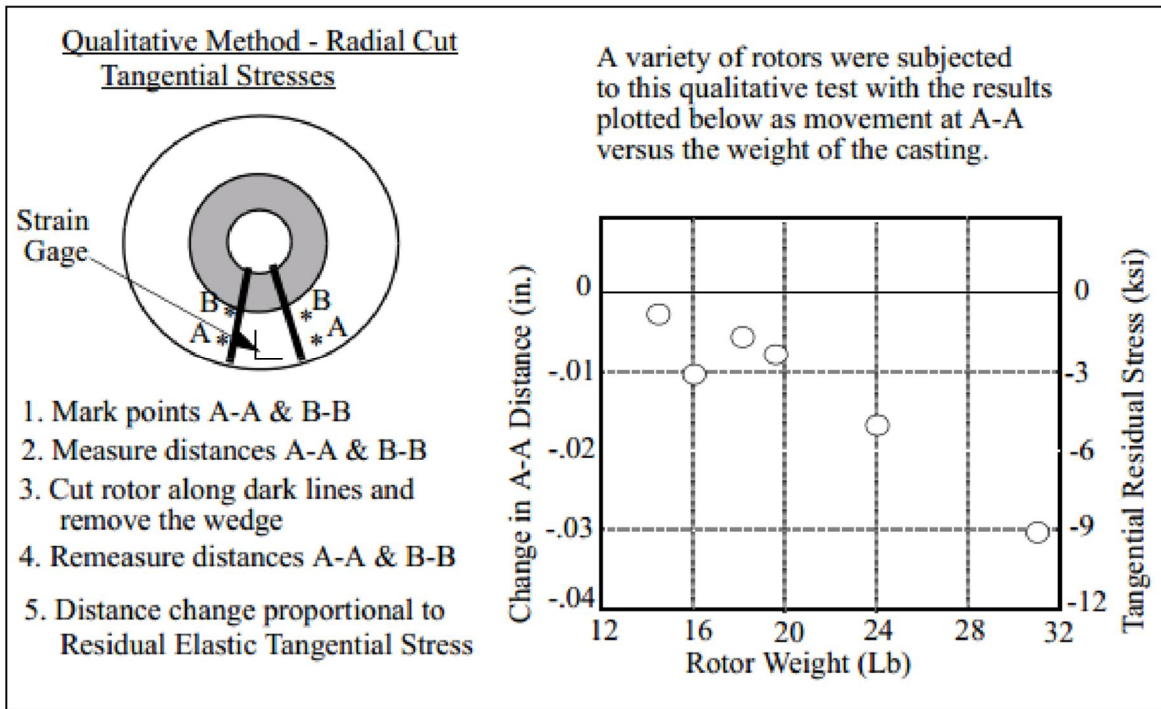 Qualitative Method - Radial Cut
Tangential Stresses
Strain
Gage
B
B
A
A
1. Mark points A-A & B-B
2. Measure distances A-A & B-B
3. Cut rotor along dark lines and
remove the wedge
4. Remeasure distances A-A & B-B
5. Distance change proportional to
Residual Elastic Tangential Stress
A variety of rotors were subjected
to this qualitative test with the results
plotted below as movement at A-A
versus the weight of the casting.
Change in A-A Distance (in.)
0
-.01
-.02
-.03
-.04
0
-3
-6
-9
-12
Tangential Residual Stress (ksi)
12 16 20 24 28 32
Rotor Weight (Lb)